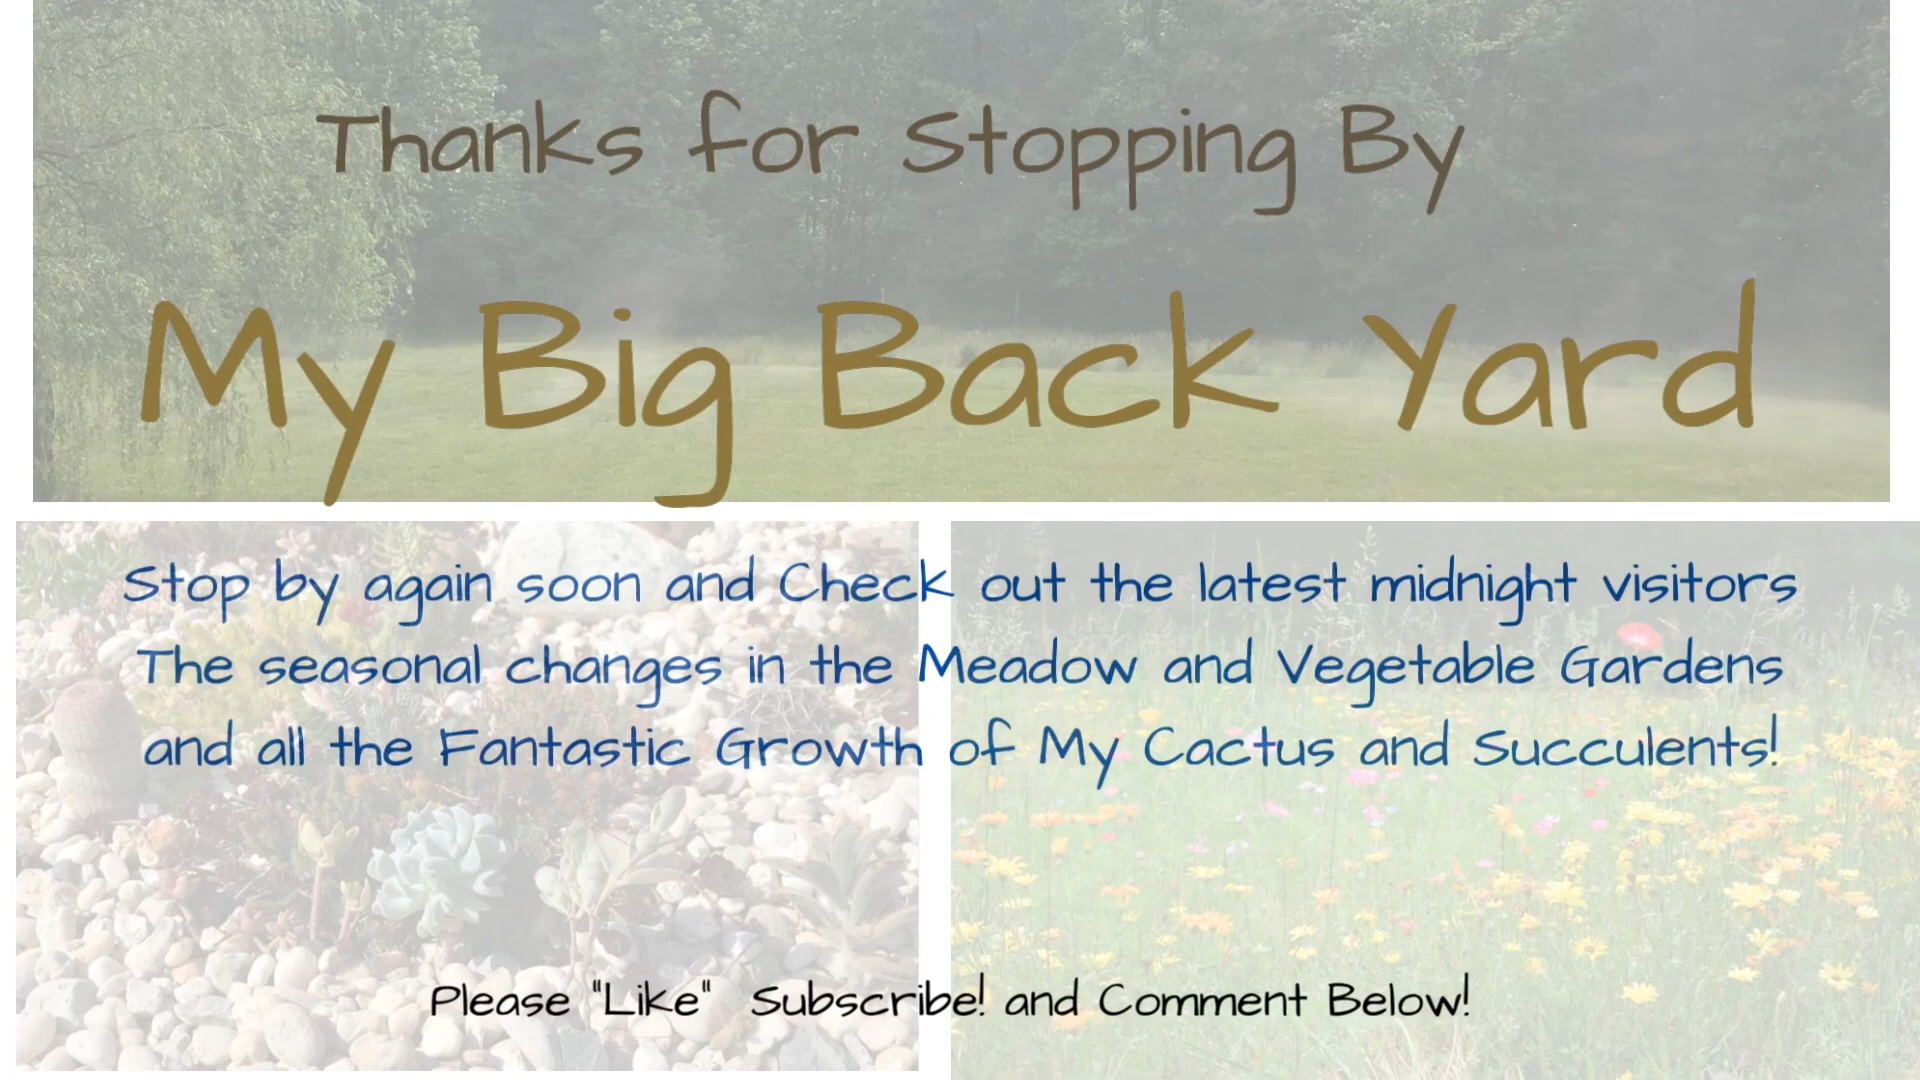 Thanks for Stopping By
My Big Back Yard
Stop by again soon and Check out the latest midnight visitors
The seasonal changes in the Meadow and Vegetable Gardens
and all the Fantastic Growth of My Cactus and Succulents!
Please "Like" Subscribe! and Comment Below!